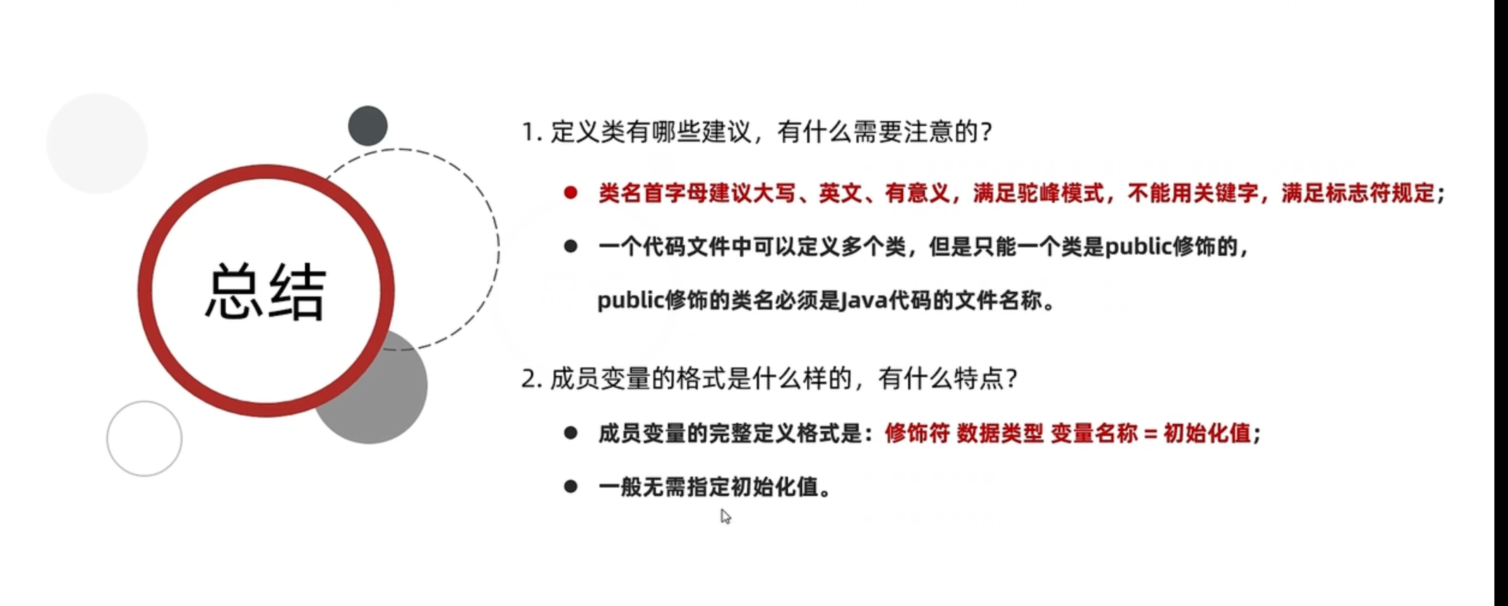 总结
1. 定义类有哪些建议，有什么需要注意的？
● 类名首字母建议大写、英文、有意义，满足驼峰模式，不能用关键字，满足标志符规定；
● 一个代码文件中可以定义多个类，但是只能一个类是public修饰的，
public修饰的类名必须是Java代码的文件名称。
2. 成员变量的格式是什么样的，有什么特点？
● 成员变量的完整定义格式是：修饰符 数据类型 变量名称 = 初始化值；
● 一般无需指定初始化值。